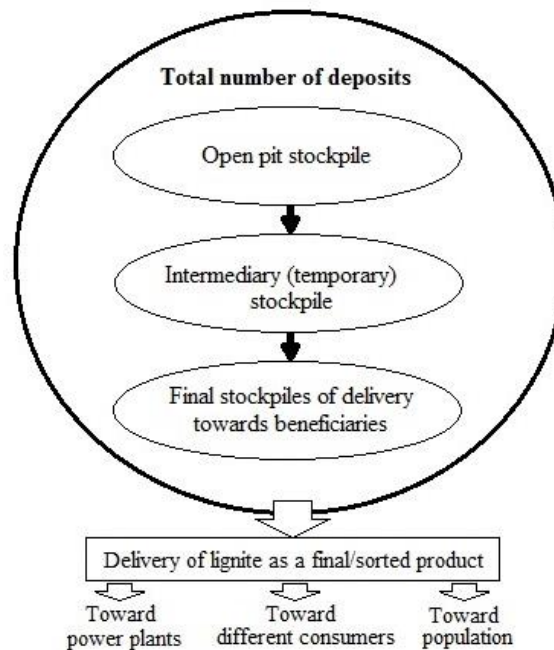 Total number of deposits
Open pit stockpile
Intermediary (temporary)
stockpile
Final stockpiles of delivery
towards beneficiaries
Delivery of lignite as a final/sorted product
Toward
power plants
Toward
different consumers
Toward
population